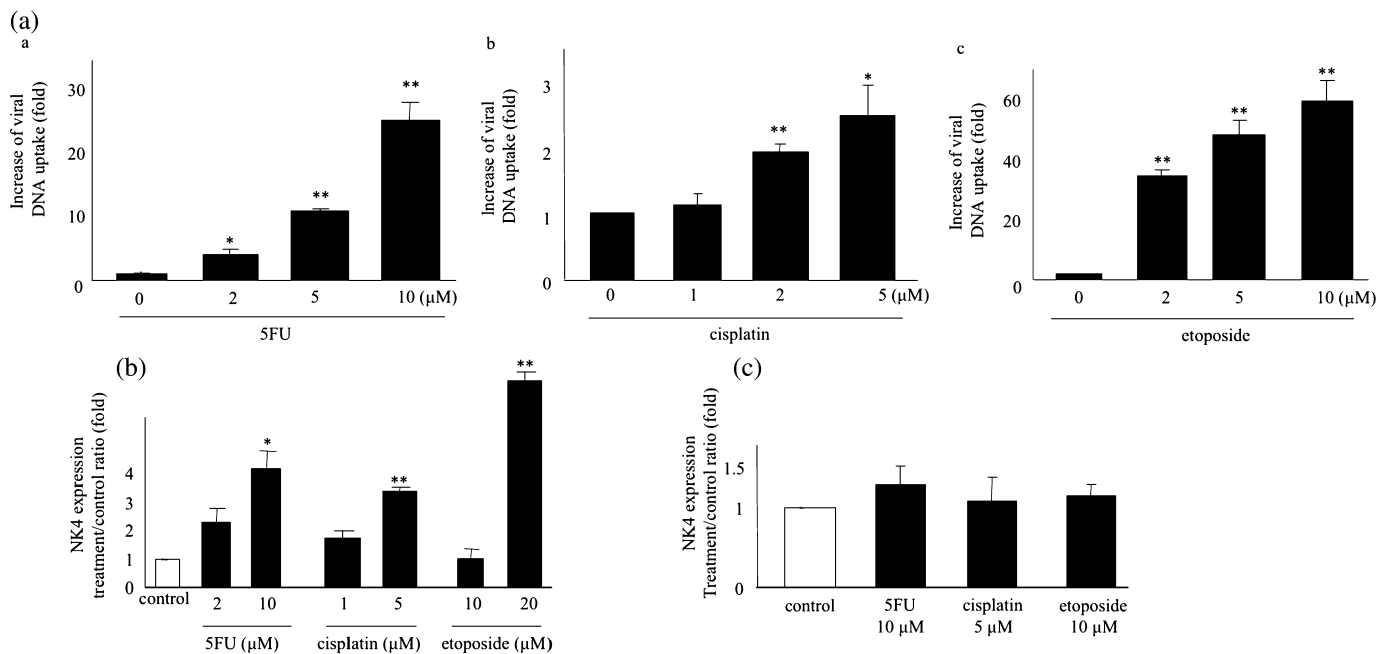 (a)
a
Increase of viral
DNA uptake (fold)
30
20
10
0
*
**
**
0 2 5 10 (μM)
5FU
b
Increase of viral
DNA uptake (fold)
3
2
1
0
**
*
0 1 2 5 (μM)
cisplatin
c
Increase of viral
DNA uptake (fold)
60
40
20
0
**
**
**
0 2 5 10 (μM)
etoposide
(b)
NK4 expression
treatment/control ratio (fold)
4
3
2
1
0
*
**
**
control 2 10 1 5 10 20
5FU (μM) cisplatin (μM) etoposide (μM)
(c)
NK4 expression
Treatment/control ratio (fold)
1.5
1
0
control 5FU cisplatin etoposide
10 μM 5 μM 10 μM